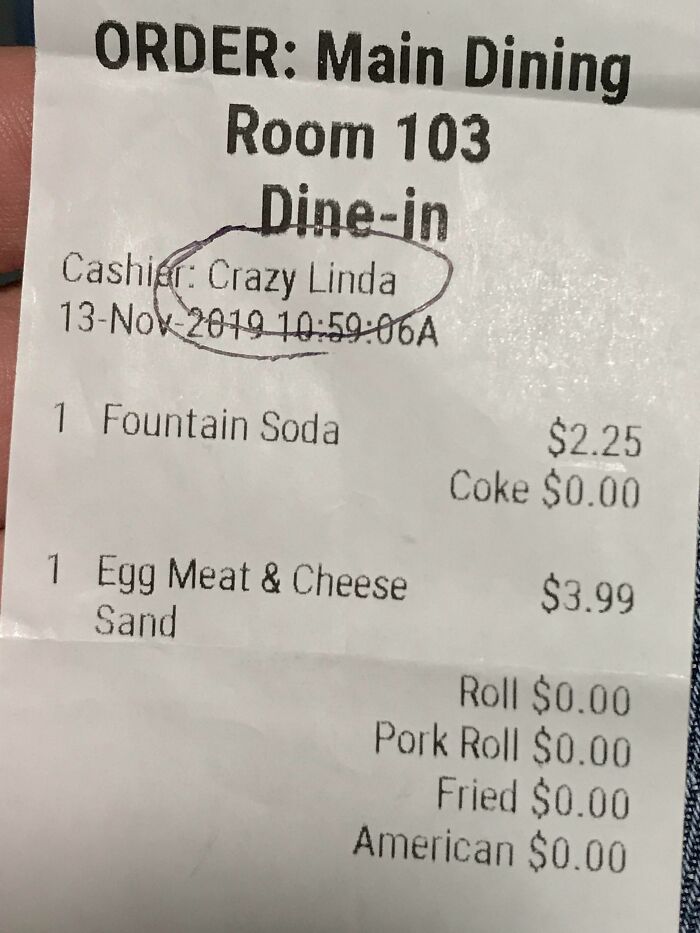 ORDER: Main Dining
Room 103
Dine-in
Cashier: Crazy Linda
13-Nov-2019 10:59:06A
1 Fountain Soda $2.25
Coke $0.00
1 Egg Meat & Cheese $3.99
Sand
Roll $0.00
Pork Roll $0.00
Fried $0.00
American $0.00